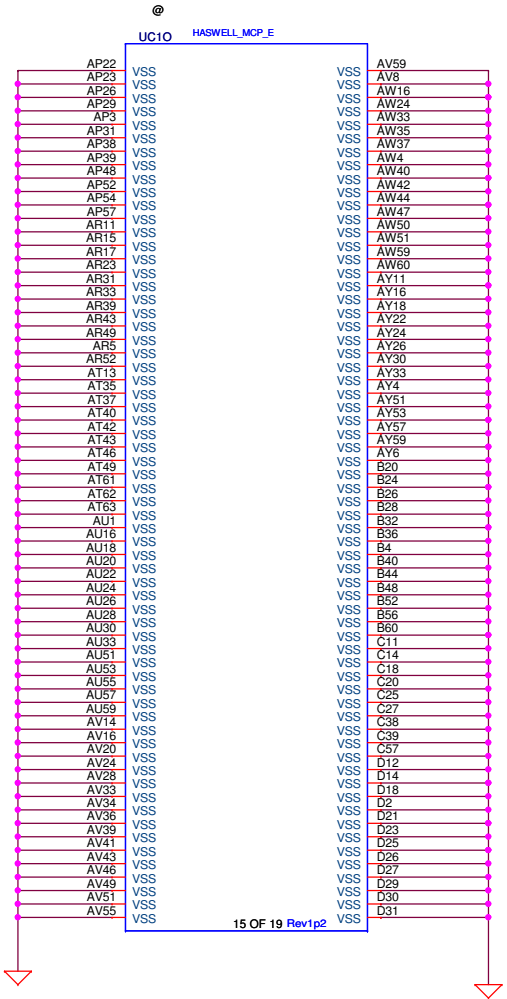 @
UC1O HASWELL_MCP_E
AP22 VSS VSS AV59
AP23 VSS VSS AV8
AP26 VSS VSS AW16
AP29 VSS VSS AW24
AP3 VSS VSS AW33
AP31 VSS VSS AW35
AP38 VSS VSS AW37
AP39 VSS VSS AW4
AP48 VSS VSS AW40
AP52 VSS VSS AW42
AP54 VSS VSS AW44
AP57 VSS VSS AW47
AR11 VSS VSS AW50
AR15 VSS VSS AW51
AR17 VSS VSS AW59
AR23 VSS VSS AW60
AR31 VSS VSS AY11
AR33 VSS VSS AY16
AR39 VSS VSS AY18
AR43 VSS VSS AY22
AR49 VSS VSS AY24
AR5 VSS VSS AY26
AR52 VSS VSS AY30
AT13 VSS VSS AY33
AT35 VSS VSS AY4
AT37 VSS VSS AY51
AT40 VSS VSS AY53
AT42 VSS VSS AY57
AT43 VSS VSS AY59
AT46 VSS VSS AY6
AT49 VSS VSS B20
AT61 VSS VSS B24
AT62 VSS VSS B26
AT63 VSS VSS B28
AU1 VSS VSS B32
AU16 VSS VSS B36
AU18 VSS VSS B4
AU20 VSS VSS B40
AU22 VSS VSS B44
AU24 VSS VSS B48
AU26 VSS VSS B52
AU28 VSS VSS B56
AU30 VSS VSS B60
AU33 VSS VSS C11
AU51 VSS VSS C14
AU53 VSS VSS C18
AU55 VSS VSS C20
AU57 VSS VSS C25
AU59 VSS VSS C27
AV14 VSS VSS C38
AV16 VSS VSS C39
AV20 VSS VSS C57
AV24 VSS VSS D12
AV28 VSS VSS D14
AV33 VSS VSS D18
AV34 VSS VSS D2
AV36 VSS VSS D21
AV39 VSS VSS D23
AV41 VSS VSS D25
AV43 VSS VSS D26
AV46 VSS VSS D27
AV49 VSS VSS D29
AV51 VSS VSS D30
AV55 VSS VSS D31
15 OF 19 Rev1p2